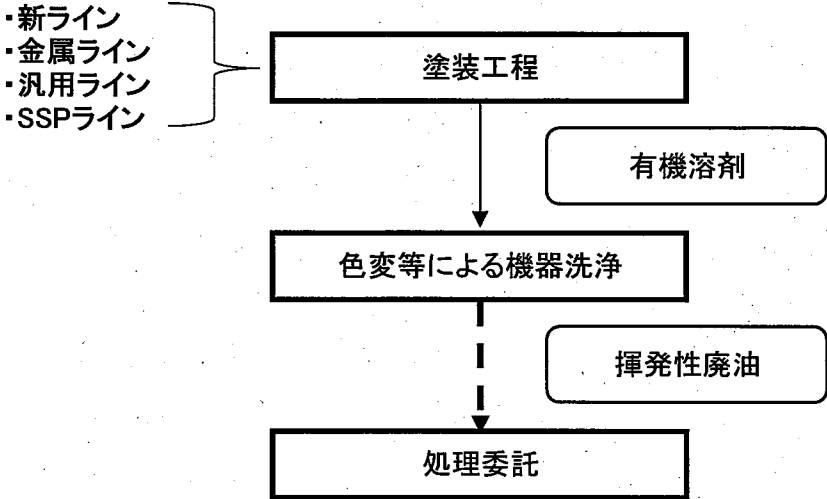 ・新ライン
・金属ライン
・汎用ライン
・SSPライン
塗装工程
有機溶剤
色変等による機器洗浄
揮発性廃油
処理委託